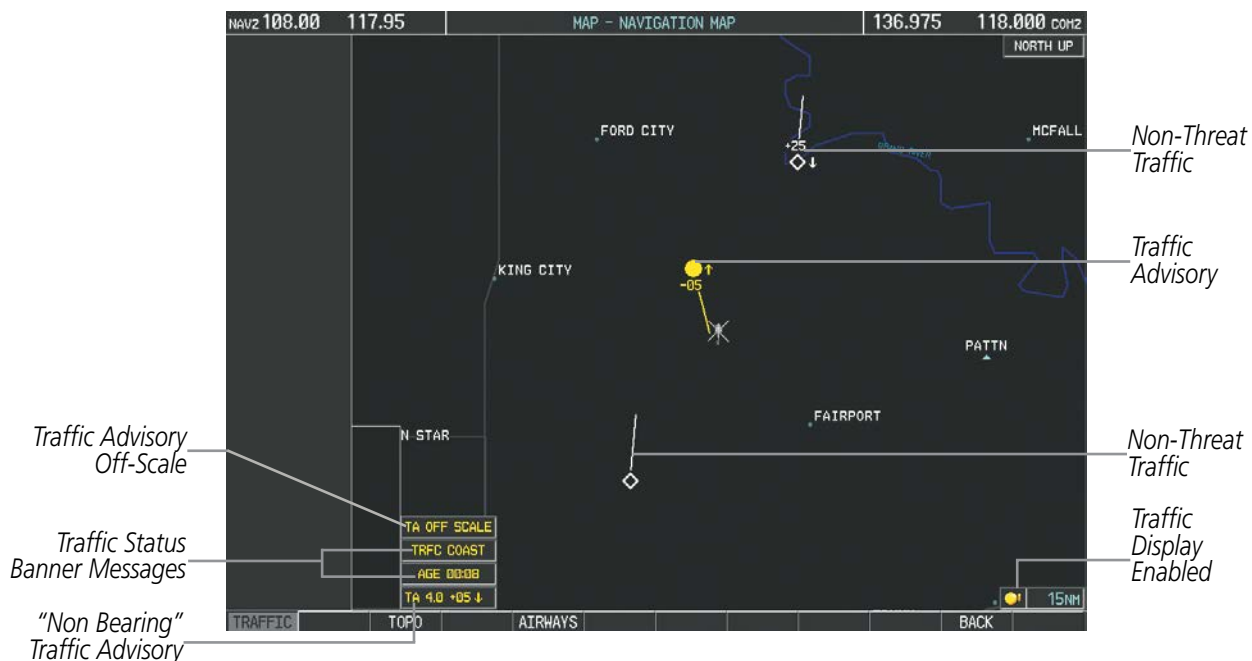 NAV2 108.00 117.95 MAP - NAVIGATION MAP 136.975 118.000 COM2
NORTH UP
FORD CITY
MCFALL
+25
GRAND RIVER
Non-Threat
Traffic
KING CITY
-05
Traffic
Advisory
PATTN
FAIRPORT
N STAR
Traffic Advisory
Off-Scale
Non-Threat
Traffic
TA OFF SCALE
TRFC COAST
AGE 00:08
TA 4.0 +05↓
Traffic Status
Banner Messages
Traffic
Display
Enabled
15NM
TRAFFIC TOPO AIRWAYS BACK
“Non Bearing”
Traffic Advisory